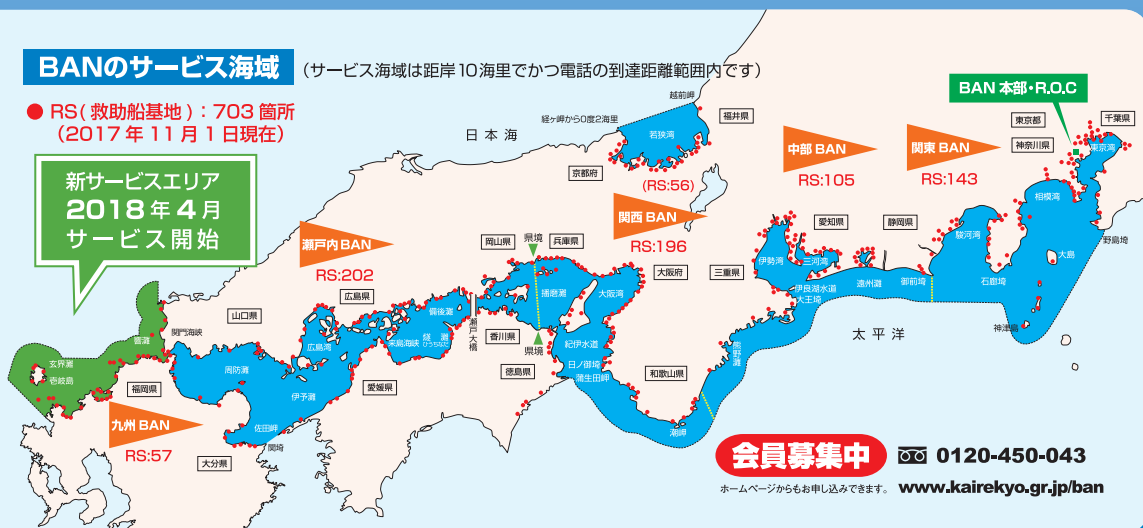 BANのサービス海域 (サービス海域は距岸10海里でかつ電話の到達距離範囲内です)
● RS(救助船基地):703箇所
(2017年11月1日現在)
新サービスエリア
2018年4月
サービス開始
日本海
経ヶ岬から0度2海里
越前岬
若狭湾
福井県
京都府
(RS:56)
BAN 本部・R.O.C
東京都
千葉県
神奈川県
東京湾
中部 BAN
RS:105
関東 BAN
RS:143
関西 BAN
RS:196
瀬戸内 BAN
RS:202
九州 BAN
RS:57
相模湾
野島埼
大島
駿河湾
石廊埼
神津島
静岡県
愛知県
伊勢湾
三河湾
伊良湖水道
大王埼
遠州灘
御前埼
三重県
太平洋
熊野灘
和歌山県
潮岬
大阪府
大阪湾
兵庫県
県境
岡山県
播磨灘
紀伊水道
日ノ御埼
蒲生田岬
県境
香川県
徳島県
瀬戸大橋
広島県
備後灘
燧灘
ひうちなだ
来島海峡
広島湾
愛媛県
山口県
関門海峡
周防灘
伊予灘
佐田岬
関埼
大分県
福岡県
響灘
玄界灘
壱岐島
会員募集中
0120-450-043
ホームページからもお申し込みできます。 www.kairekyo.gr.jp/ban